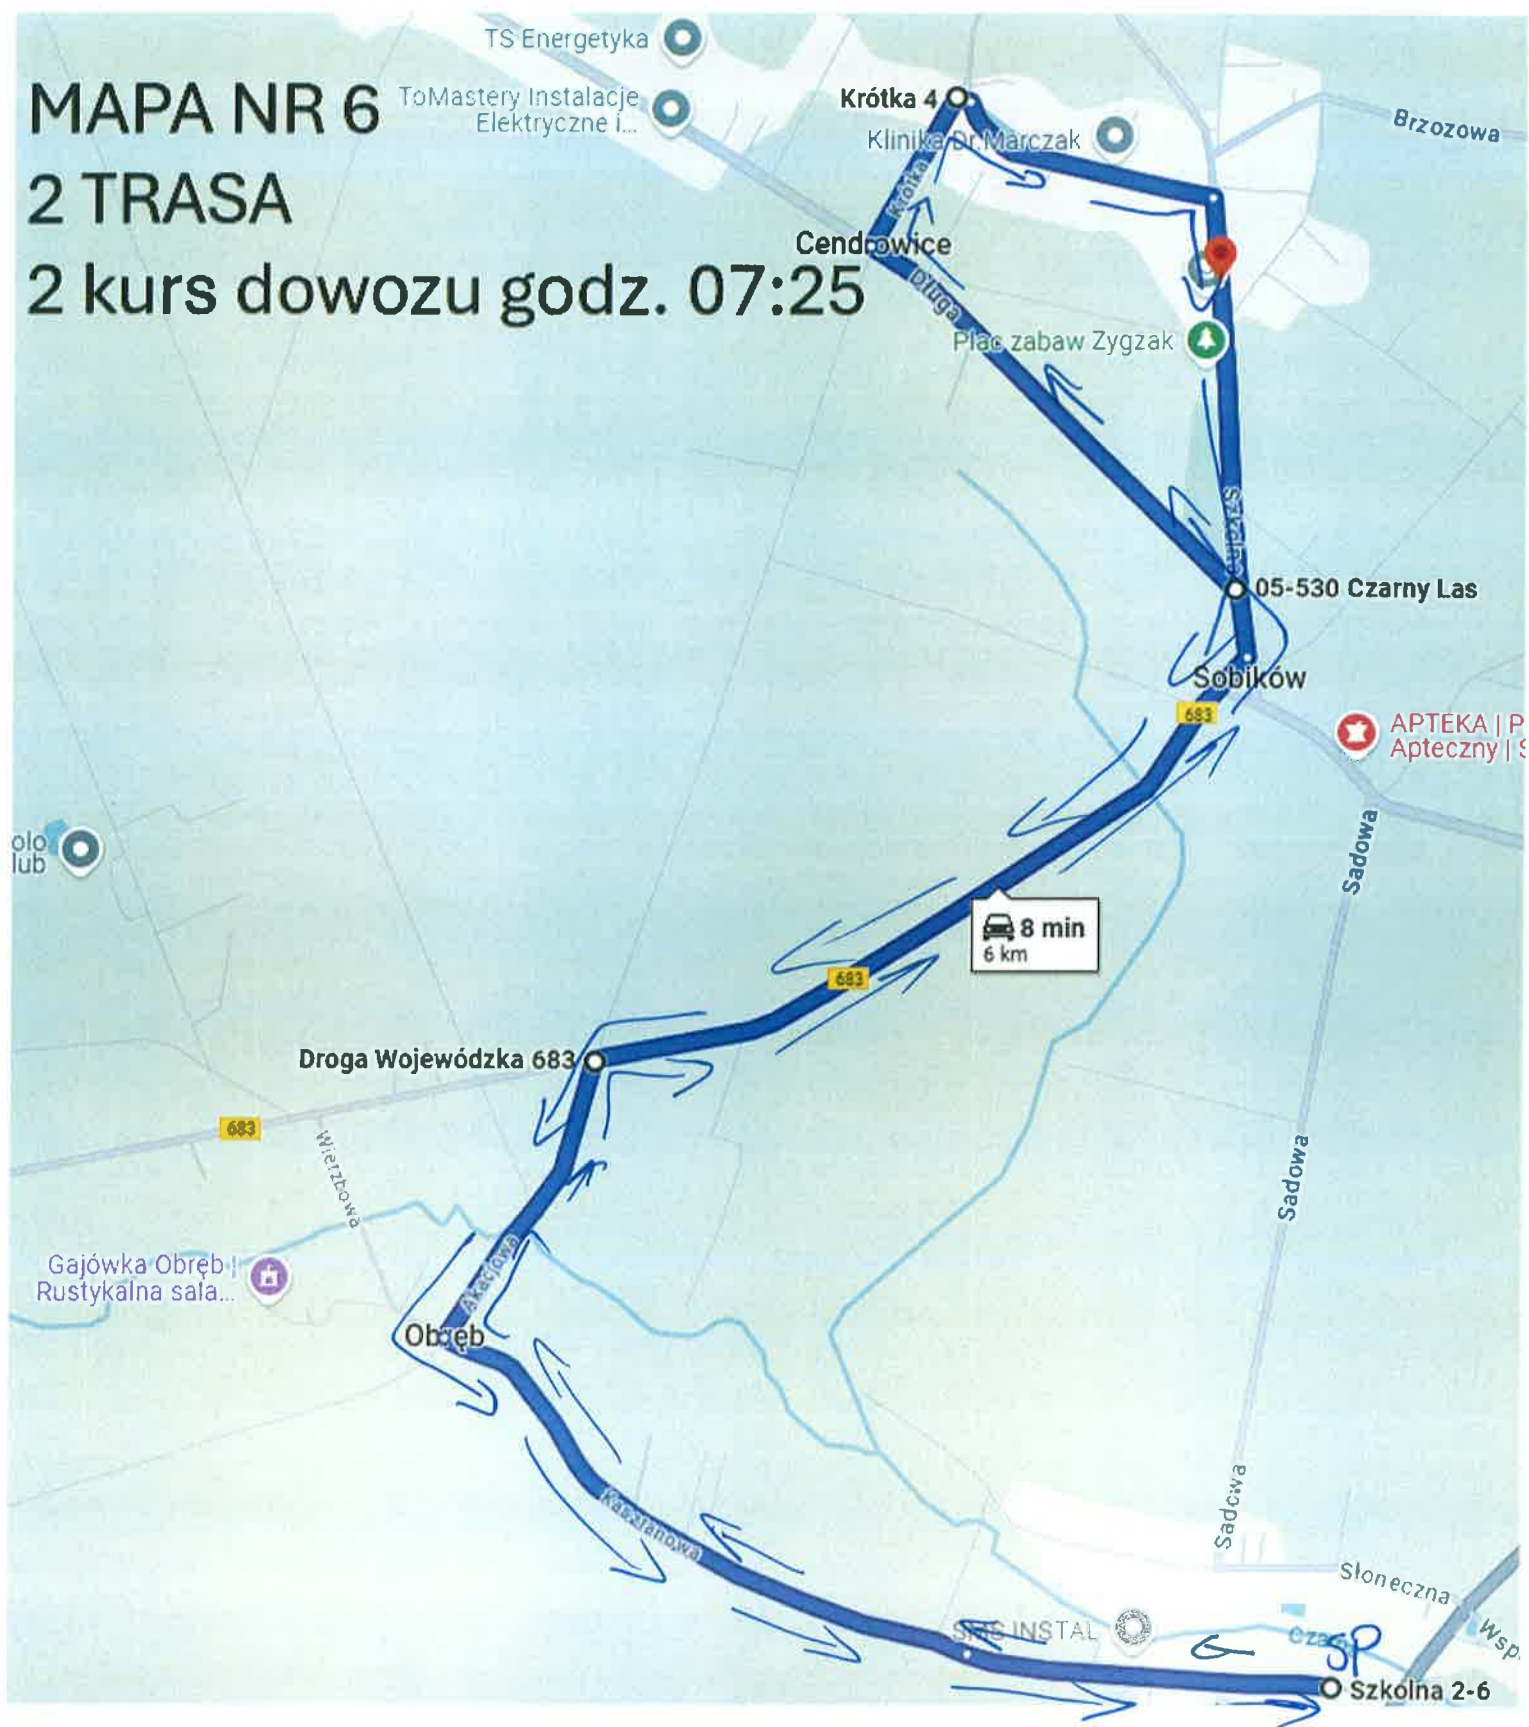 MAPA NR 6
2 TRASA
2 kurs dowozu godz. 07:25
TS Energetyka
ToMastery Instalacje
Elektryczne i...
Krótka 4
Klinika Dr.Marczak
Brzozowa
Krótka
Cendrowice
Długa
Plac zabaw Zygzak
Szkolna
05-530 Czarny Las
Sobików
683
APTEKA | P
Apteczny | S
olo
lub
Sadowa
8 min
6 km
683
Droga Wojewódzka 683
683
Wierzbowa
Sadowa
Akacjowa
Gajówka Obręb |
Rustykalna sala...
Obręb
Kasztanowa
Sadowa
Słoneczna
SMS INSTAL
SP
Wsp
Szkolna 2-6